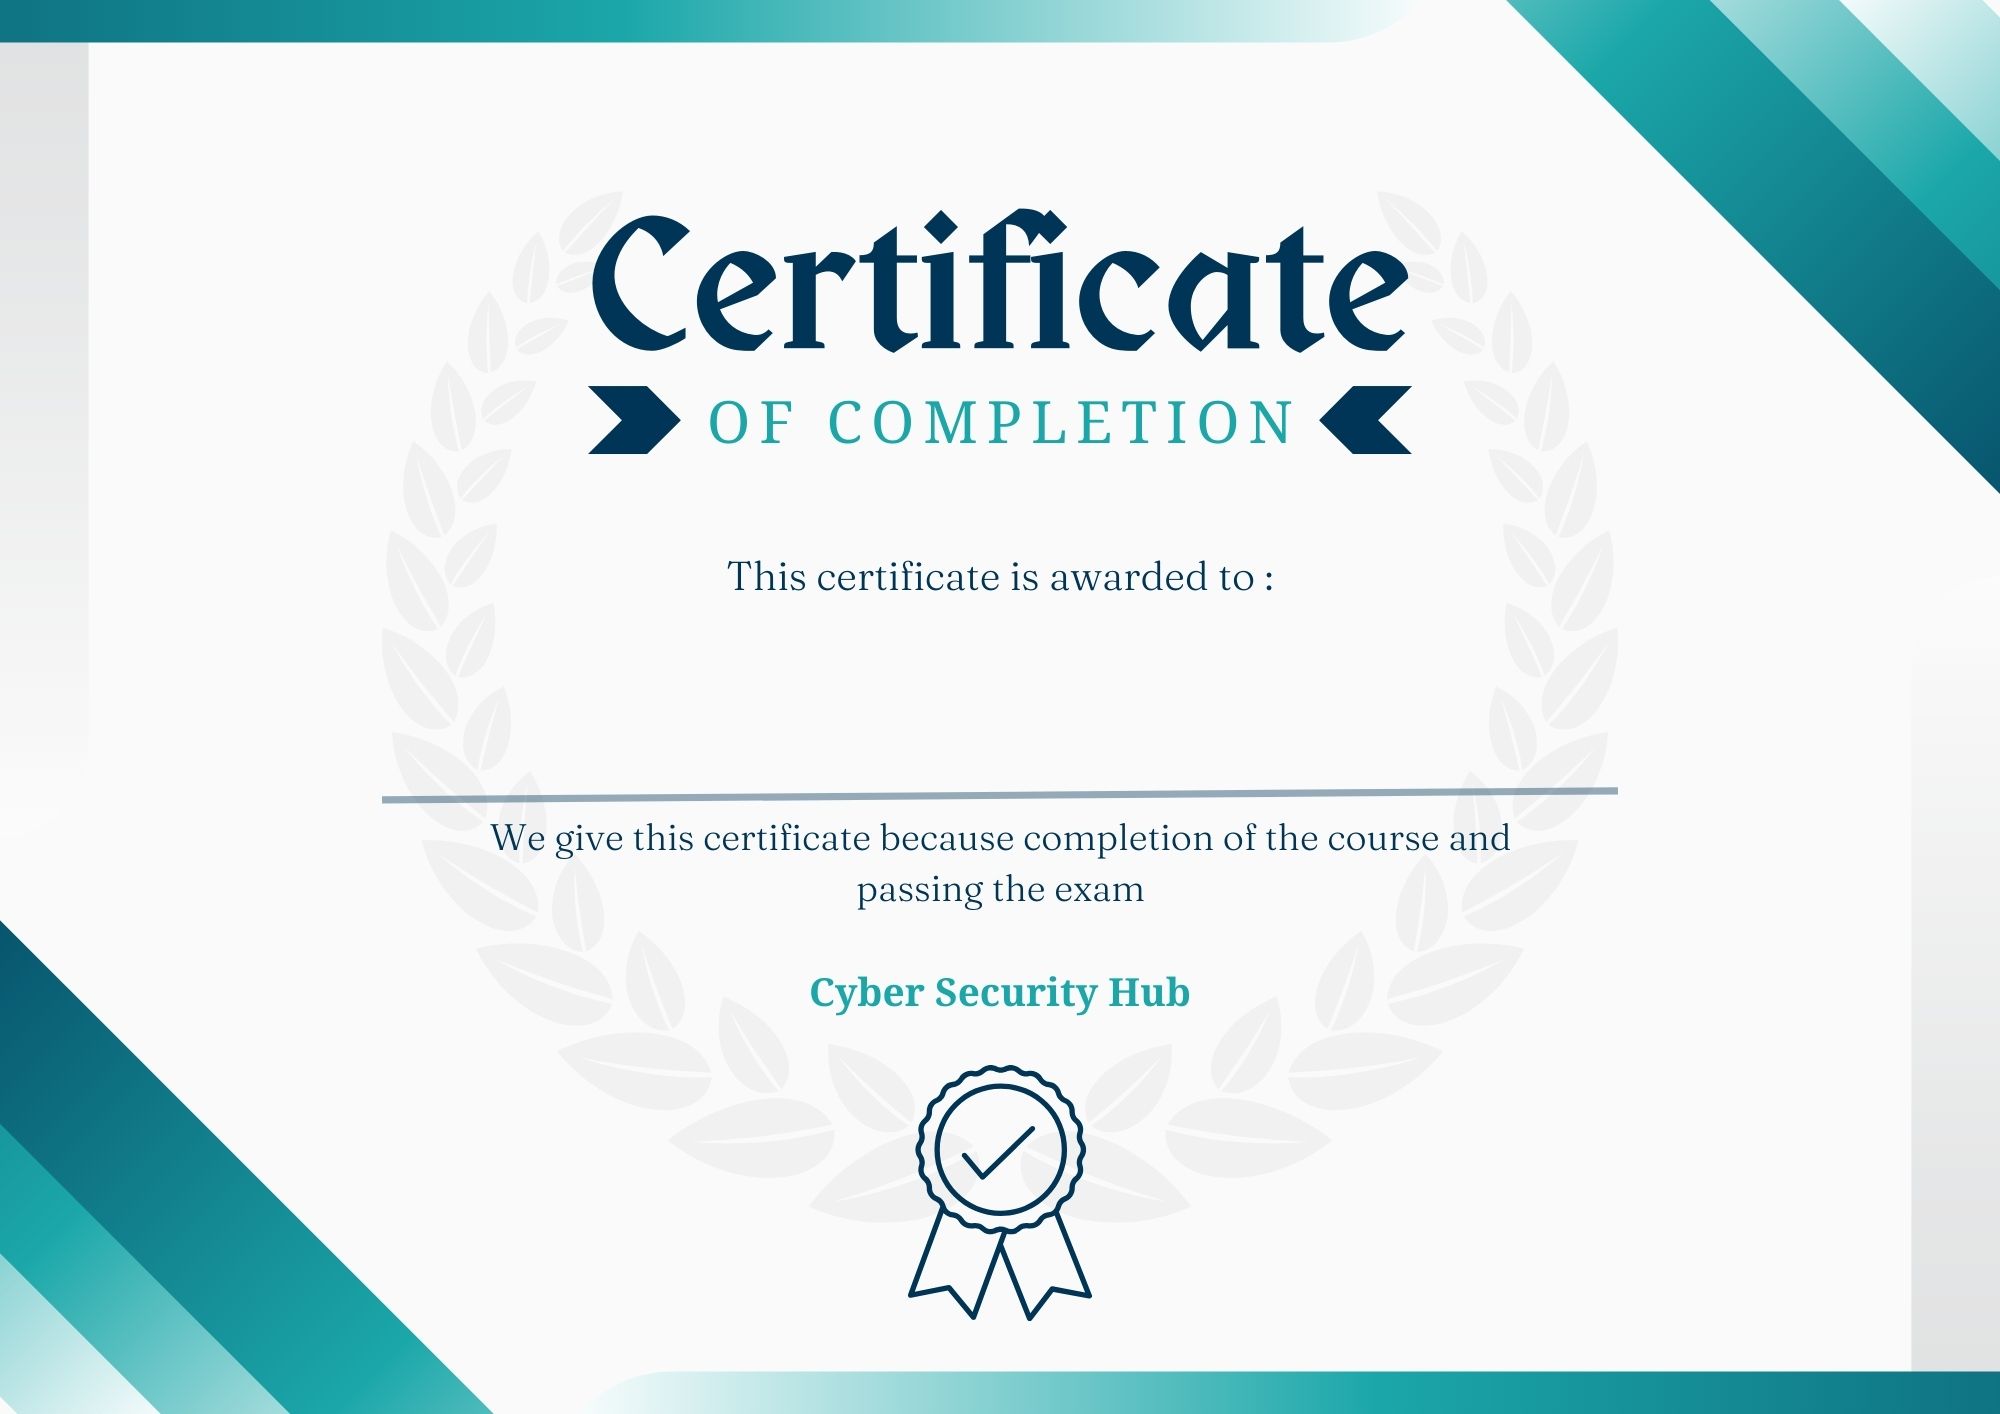 Certificate
OF COMPLETION
This certificate is awarded to :
We give this certificate because completion of the course and
passing the exam
Cyber Security Hub